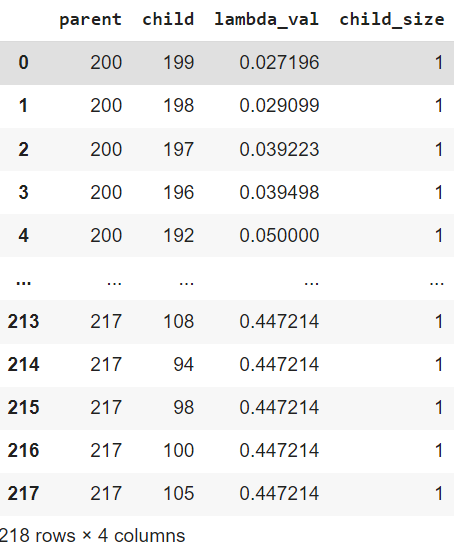 parent child lambda_val child_size
0 200 199 0.027196 1
1 200 198 0.029099 1
2 200 197 0.039223 1
3 200 196 0.039498 1
4 200 192 0.050000 1
... ... ... ... ...
213 217 108 0.447214 1
214 217 94 0.447214 1
215 217 98 0.447214 1
216 217 100 0.447214 1
217 217 105 0.447214 1
218 rows × 4 columns